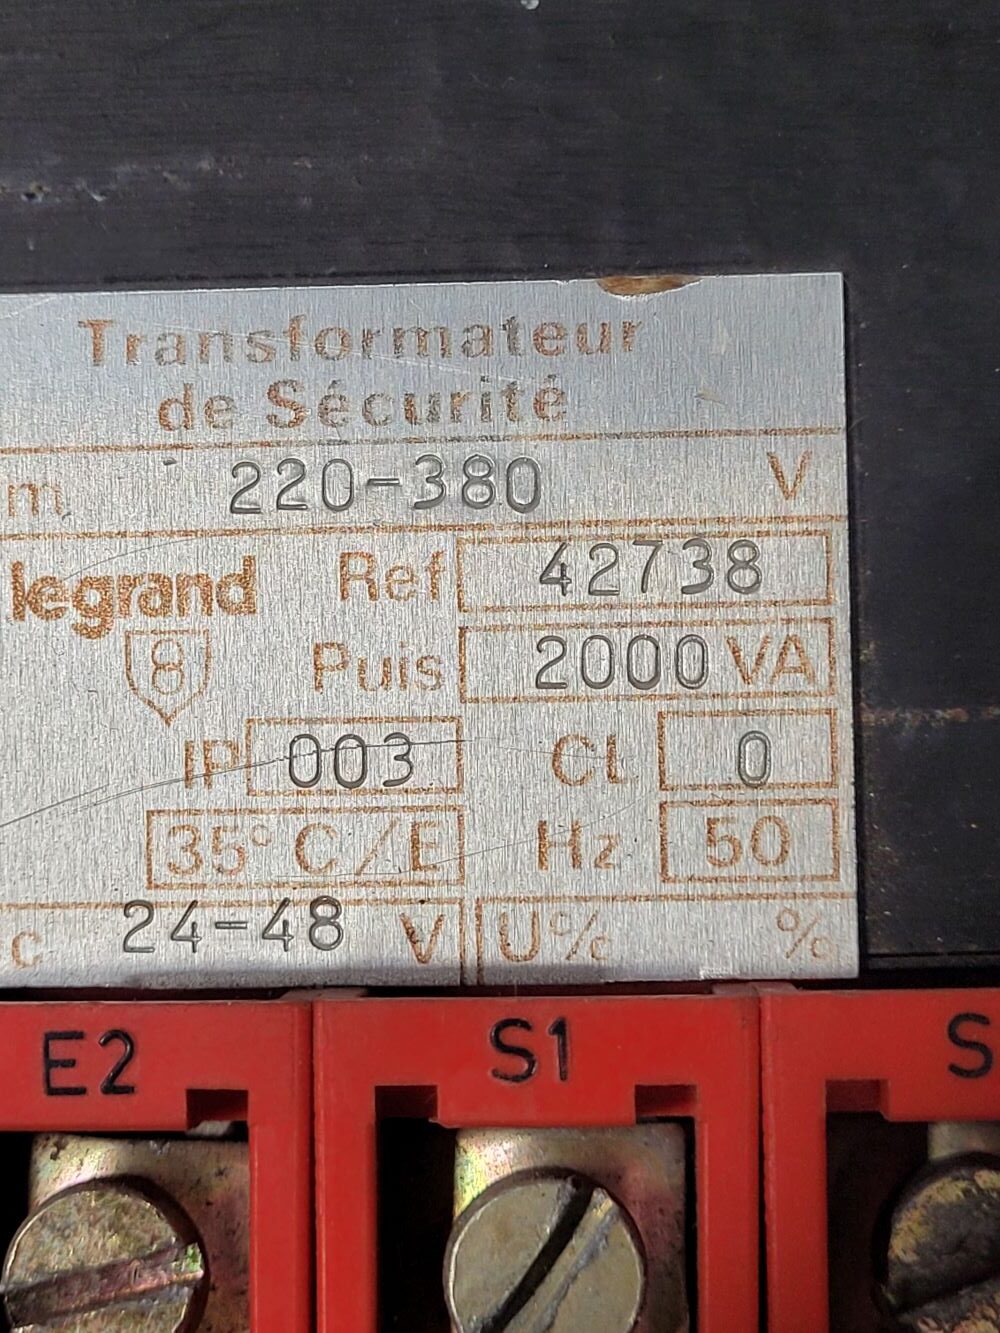 Transformateur
de Sécurité
m 220-380 V
legrand Ref 42738
8 Puis 2000 VA
IP 003 CL 0
35° C/E Hz 50
c 24-48 V U% %
E2 S1 S